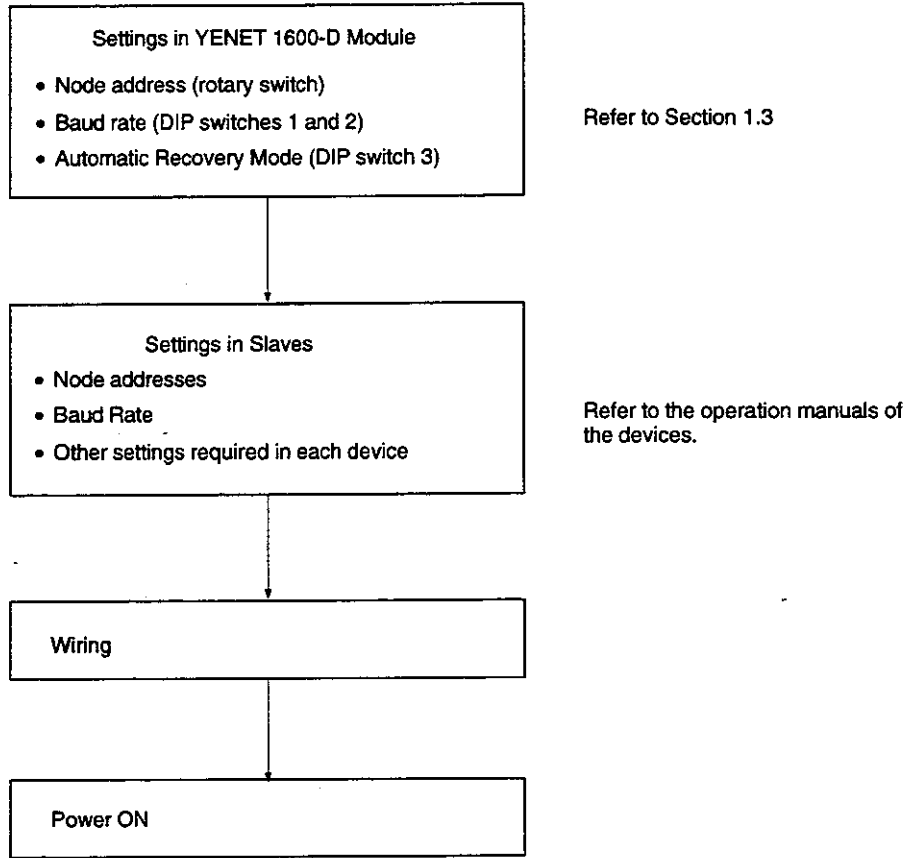 Settings in YENET 1600-D Module
• Node address (rotary switch)
• Baud rate (DIP switches 1 and 2)
• Automatic Recovery Mode (DIP switch 3)
Refer to Section 1.3
Settings in Slaves
• Node addresses
• Baud Rate
• Other settings required in each device
Refer to the operation manuals of
the devices.
Wiring
Power ON